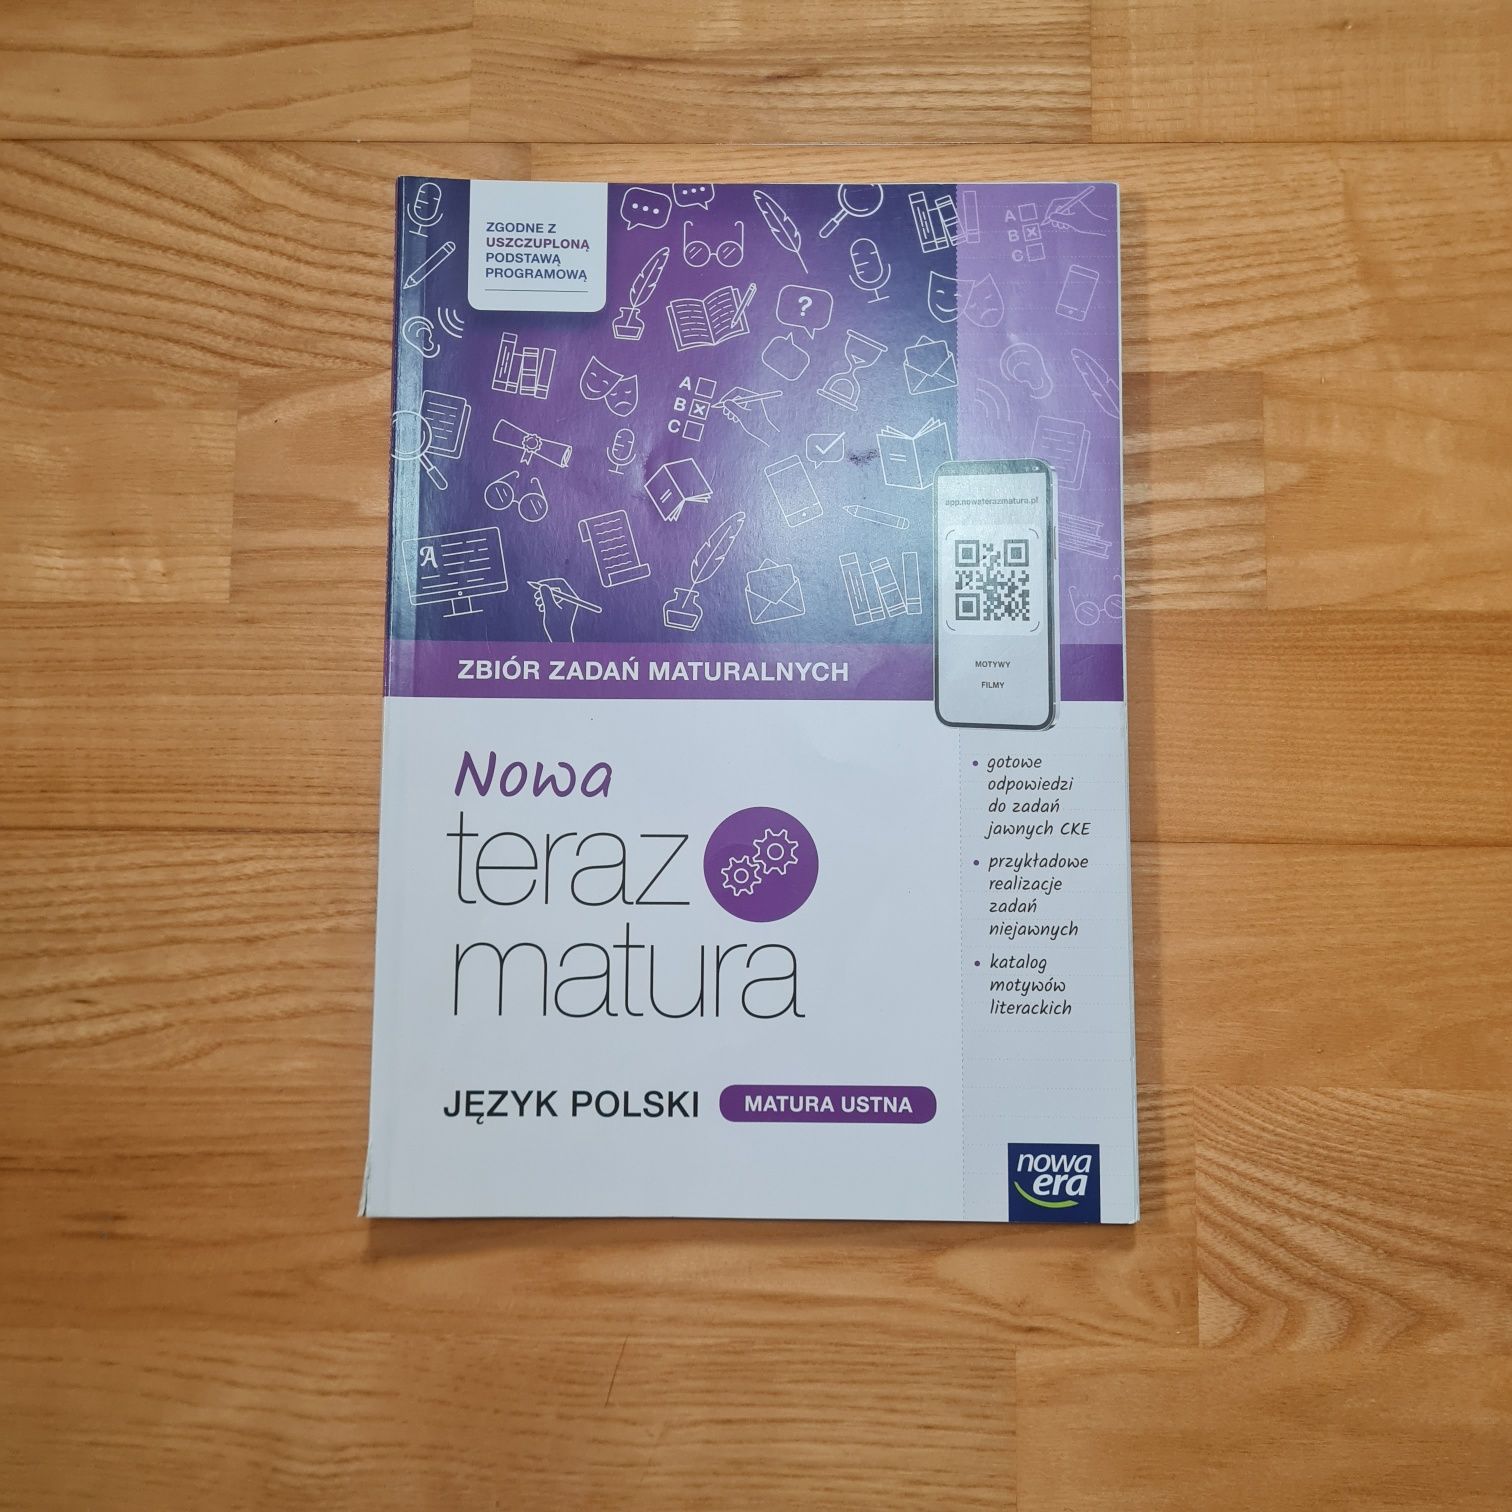 ZGODNE Z
USZCZUPLONĄ
PODSTAWĄ
PROGRAMOWĄ
?
A
B x
C
A
B x
C
A
app.nowaterazmatura.pl
MOTYWY
FILMY
ZBIÓR ZADAŃ MATURALNYCH
Nowa
teraz
matura
• gotowe
odpowiedzi
do zadań
jawnych CKE
• przykładowe
realizacje
zadań
niejawnych
• katalog
motywów
literackich
JĘZYK POLSKI MATURA USTNA
nowa
era